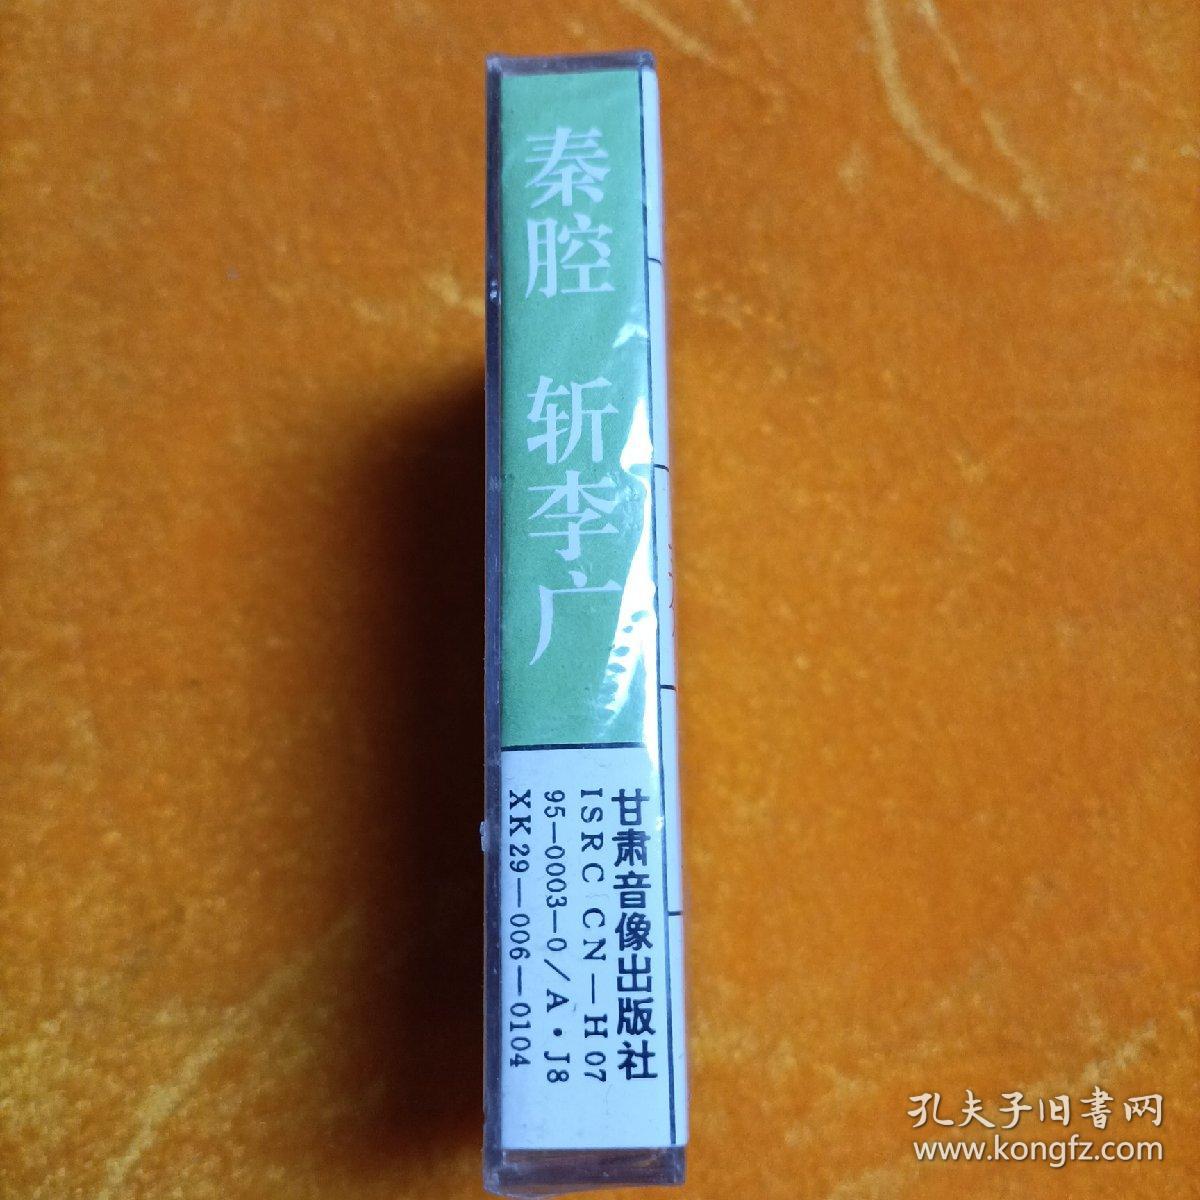 秦腔 斩李广
甘肃音像出版社
ISRC CN—H07
95—0003—0/A·J8
XK29—006—0104
孔夫子旧書网
www.kongfz.com